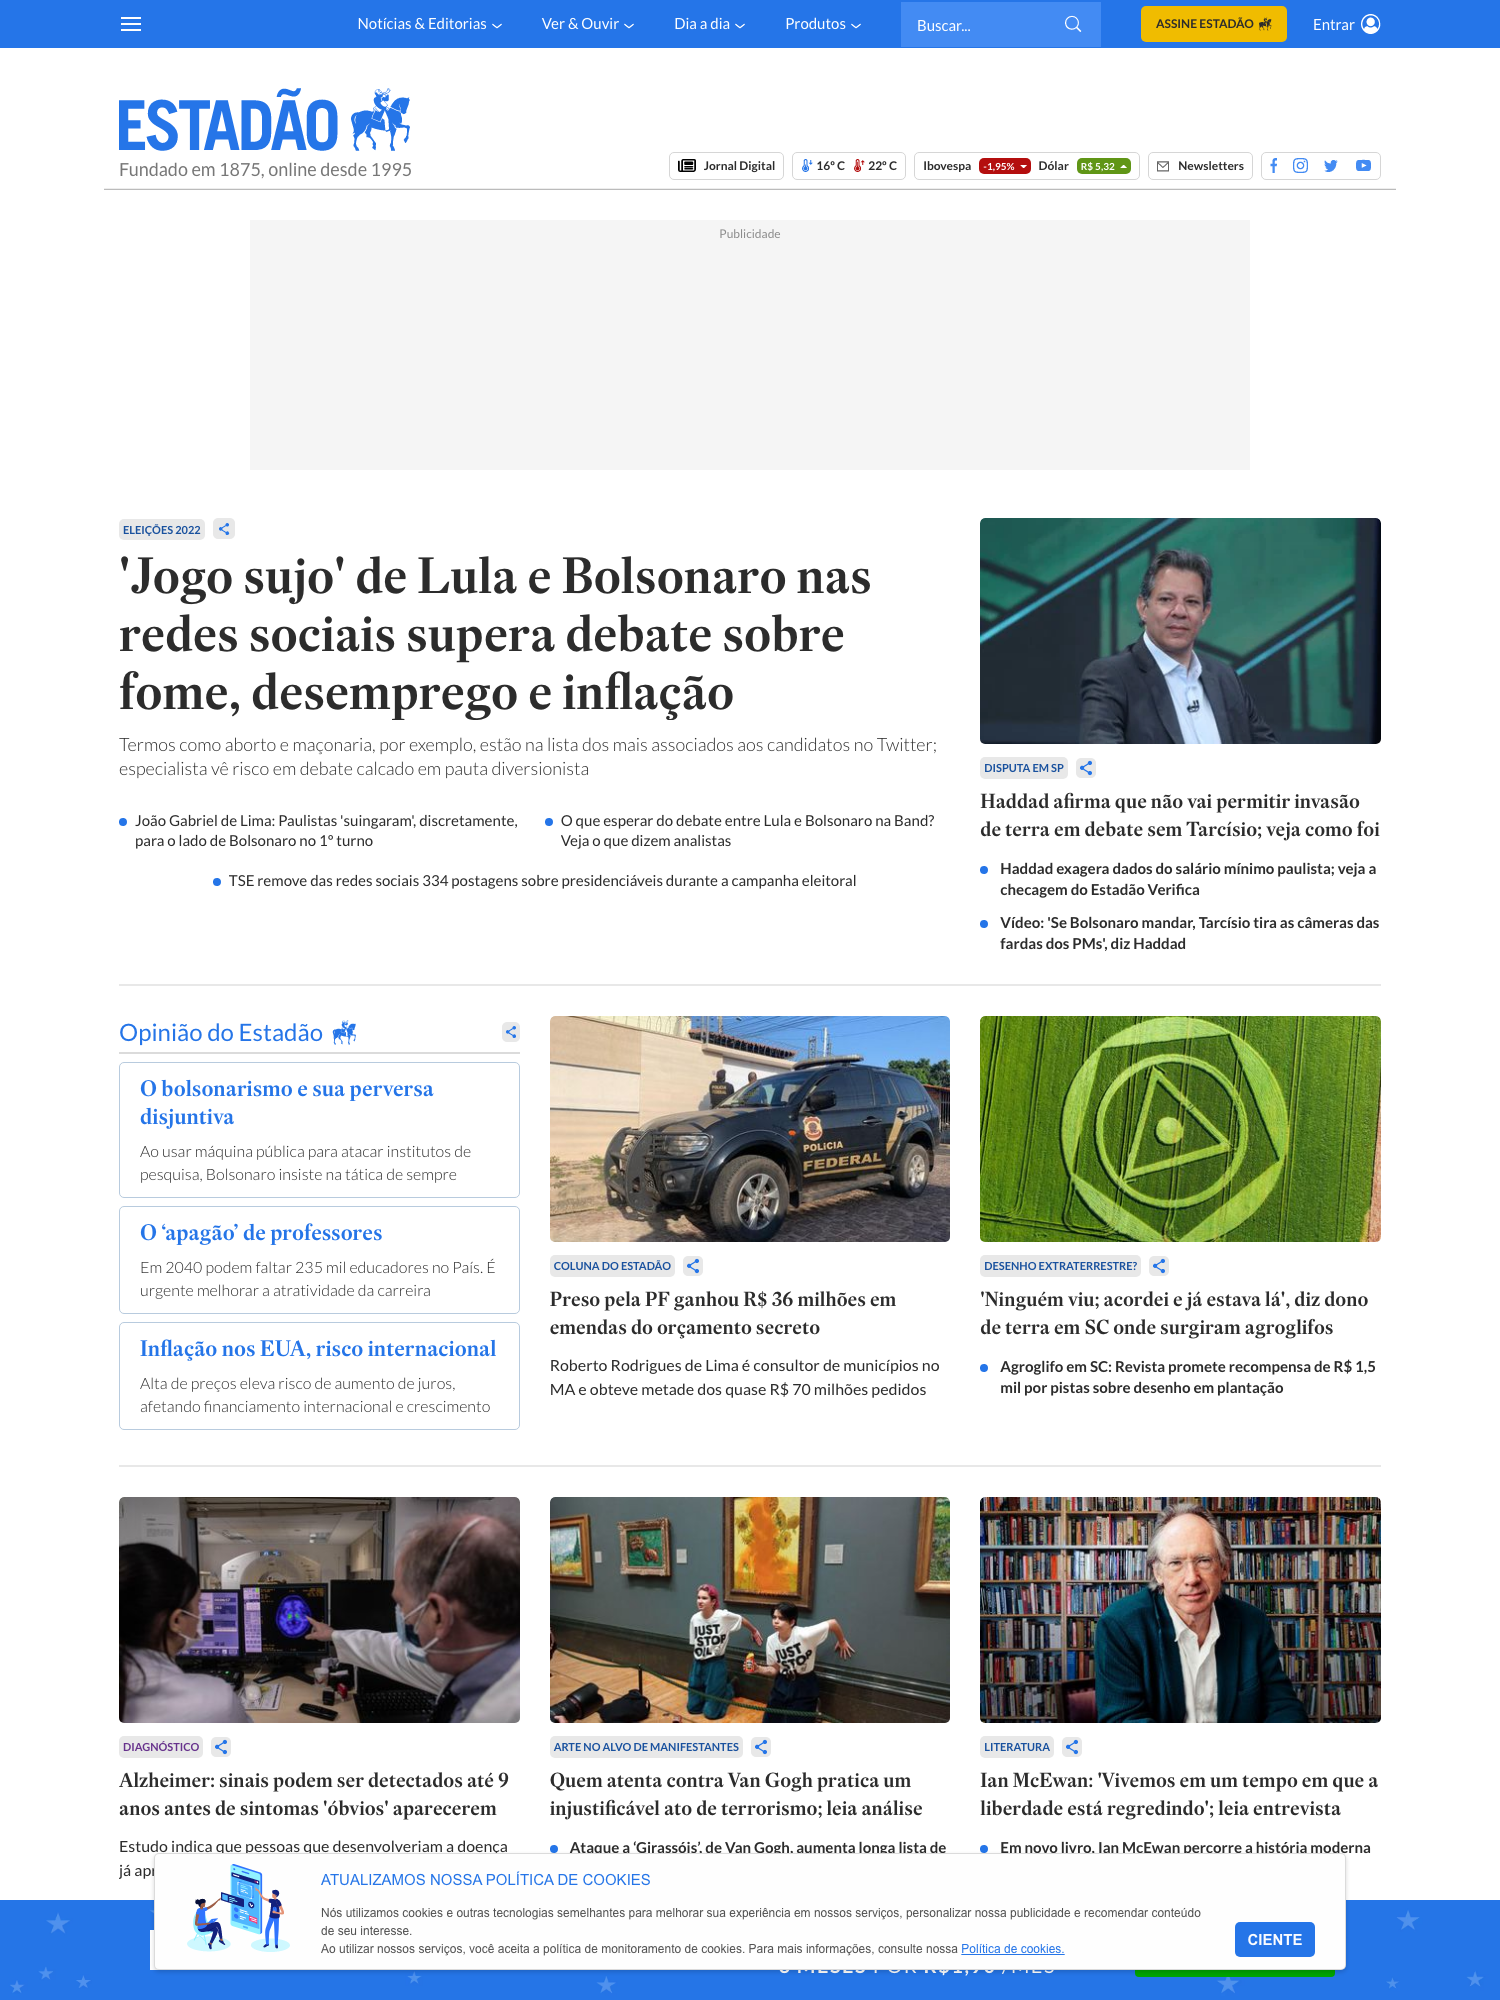 Notícias & Editorias
Ver & Ouvir
Dia a dia
Produtos
Buscar...
ASSINE ESTADÃO
Entrar
ESTADÃO
Fundado em 1875, online desde 1995
Jornal Digital
16º C
22º C
Ibovespa
-1,95%
Dólar
R$ 5,32
Newsletters
Publicidade
ELEIÇÕES 2022
'Jogo sujo' de Lula e Bolsonaro nas
redes sociais supera debate sobre
fome, desemprego e inflação
Termos como aborto e maçonaria, por exemplo, estão na lista dos mais associados aos candidatos no Twitter;
especialista vê risco em debate calcado em pauta diversionista
João Gabriel de Lima: Paulistas 'suingaram', discretamente,
para o lado de Bolsonaro no 1º turno
O que esperar do debate entre Lula e Bolsonaro na Band?
Veja o que dizem analistas
TSE remove das redes sociais 334 postagens sobre presidenciáveis durante a campanha eleitoral
DISPUTA EM SP
Haddad afirma que não vai permitir invasão
de terra em debate sem Tarcísio; veja como foi
Haddad exagera dados do salário mínimo paulista; veja a
checagem do Estadão Verifica
Vídeo: 'Se Bolsonaro mandar, Tarcísio tira as câmeras das
fardas dos PMs', diz Haddad
Opinião do Estadão
O bolsonarismo e sua perversa
disjuntiva
Ao usar máquina pública para atacar institutos de
pesquisa, Bolsonaro insiste na tática de sempre
O ‘apagão’ de professores
Em 2040 podem faltar 235 mil educadores no País. É
urgente melhorar a atratividade da carreira
Inflação nos EUA, risco internacional
Alta de preços eleva risco de aumento de juros,
afetando financiamento internacional e crescimento
POLICIA
FEDERAL
COLUNA DO ESTADÃO
Preso pela PF ganhou R$ 36 milhões em
emendas do orçamento secreto
Roberto Rodrigues de Lima é consultor de municípios no
MA e obteve metade dos quase R$ 70 milhões pedidos
DESENHO EXTRATERRESTRE?
'Ninguém viu; acordei e já estava lá', diz dono
de terra em SC onde surgiram agroglifos
Agroglifo em SC: Revista promete recompensa de R$ 1,5
mil por pistas sobre desenho em plantação
DIAGNÓSTICO
Alzheimer: sinais podem ser detectados até 9
anos antes de sintomas 'óbvios' aparecerem
Estudo indica que pessoas que desenvolveriam a doença
já apr
JUST
STOP
OIL
JUST
STOP
ARTE NO ALVO DE MANIFESTANTES
Quem atenta contra Van Gogh pratica um
injustificável ato de terrorismo; leia análise
Ataque a ‘Girassóis’, de Van Gogh, aumenta longa lista de
LITERATURA
Ian McEwan: 'Vivemos em um tempo em que a
liberdade está regredindo'; leia entrevista
Em novo livro, Ian McEwan percorre a história moderna
ATUALIZAMOS NOSSA POLÍTICA DE COOKIES
Nós utilizamos cookies e outras tecnologias semelhantes para melhorar sua experiência em nossos serviços, personalizar nossa publicidade e recomendar conteúdo
de seu interesse.
Ao utilizar nossos serviços, você aceita a política de monitoramento de cookies. Para mais informações, consulte nossa Política de cookies.
CIENTE